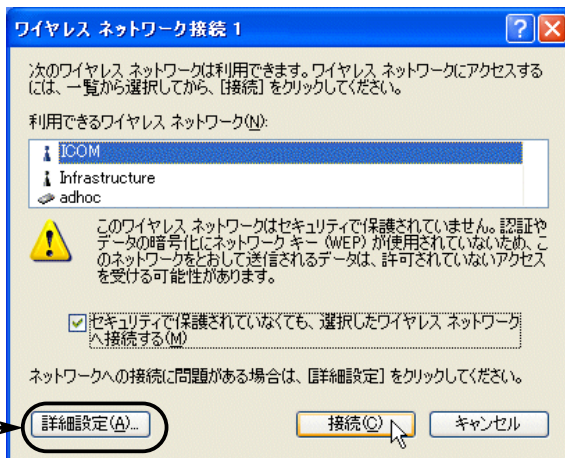 ワイヤレス ネットワーク接続 1
次のワイヤレス ネットワークは利用できます。ワイヤレス ネットワークにアクセスする
には、一覧から選択してから、[接続] をクリックしてください。
利用できるワイヤレス ネットワーク(N):
ICOM
Infrastructure
adhoc
このワイヤレス ネットワークはセキュリティで保護されていません。認証や
データの暗号化にネットワーク キー (WEP) が使用されていないため、こ
のネットワークをとおして送信されるデータは、許可されていないアクセス
を受ける可能性があります。
セキュリティで保護されていなくても、選択したワイヤレス ネットワーク
へ接続する(M)
ネットワークへの接続に問題がある場合は、[詳細設定] をクリックしてください。
詳細設定(A)... 接続(C) キャンセル